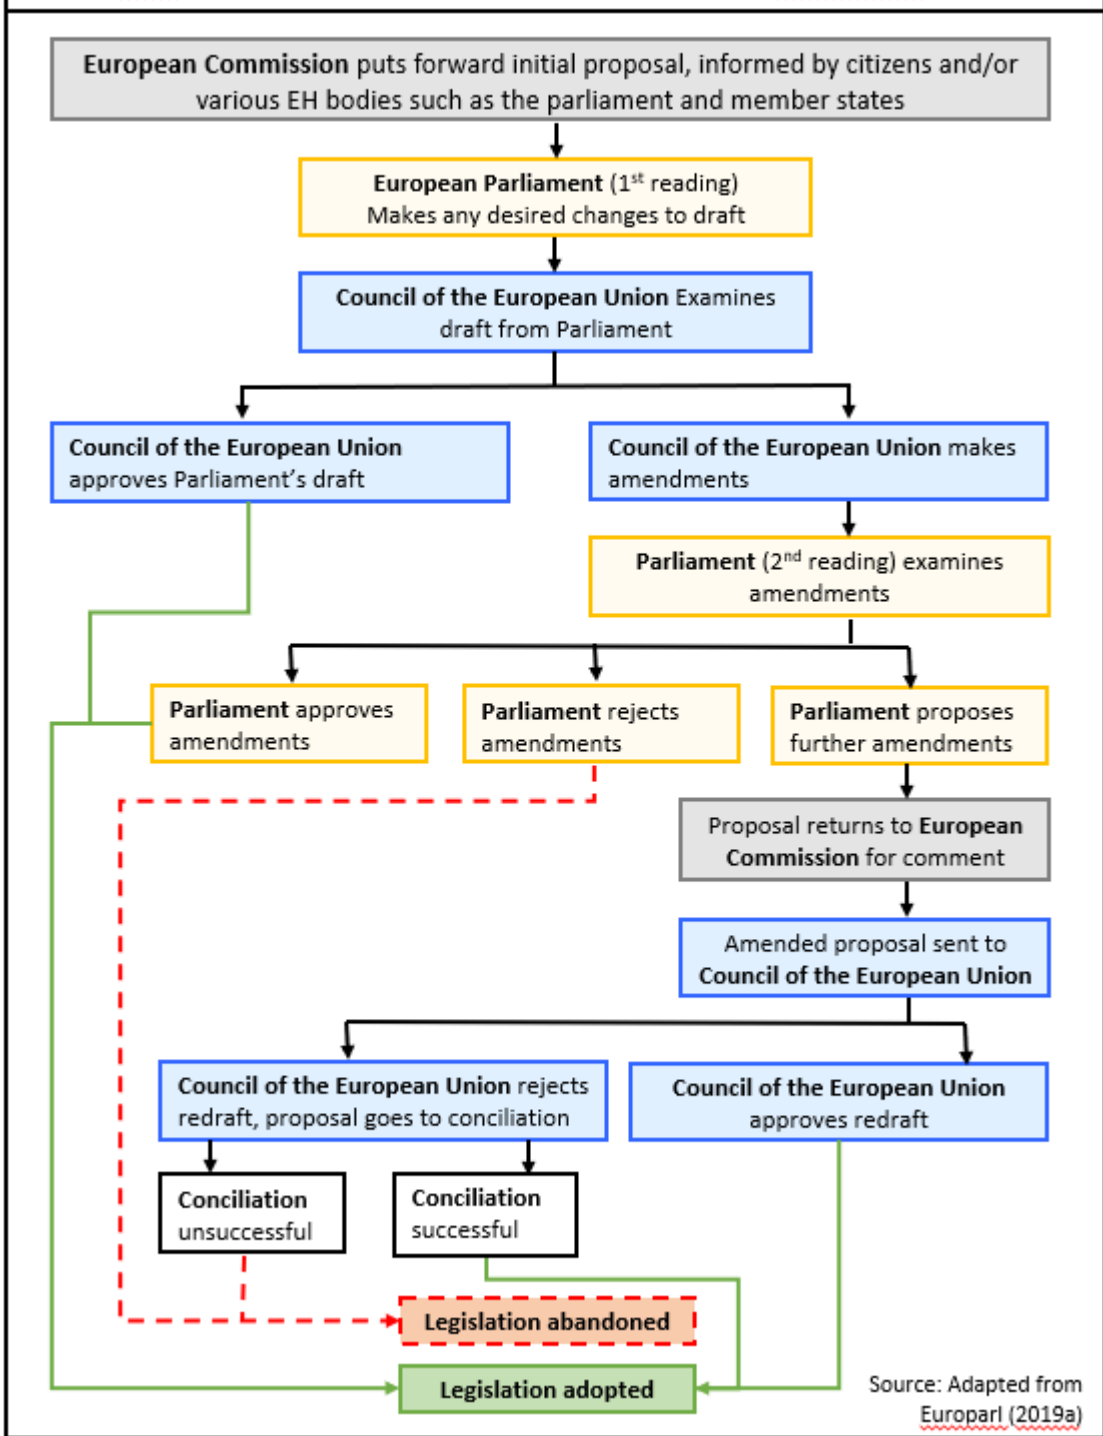 European Commission puts forward initial proposal, informed by citizens and/or
various EH bodies such as the parliament and member states
European Parliament (1st reading)
Makes any desired changes to draft
Council of the European Union Examines
draft from Parliament
Council of the European Union
approves Parliament's draft
Council of the European Union makes
amendments
Parliament (2nd reading) examines
amendments
Parliament approves
amendments
Parliament rejects
amendments
Parliament proposes
further amendments
Proposal returns to European
Commission for comment
Amended proposal sent to
Council of the European Union
Council of the European Union rejects
redraft, proposal goes to conciliation
Council of the European Union
approves redraft
Conciliation
unsuccessful
Conciliation
successful
Legislation abandoned
Legislation adopted
Source: Adapted from
Europarl (2019a)